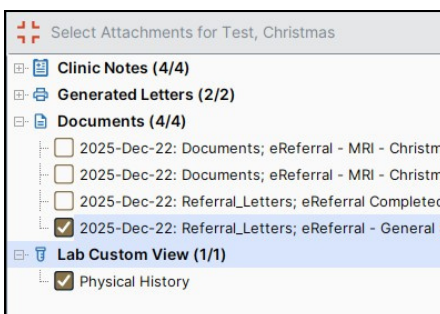 Select Attachments for Test, Christmas
Clinic Notes (4/4)
Generated Letters (2/2)
Documents (4/4)
2025-Dec-22: Documents; eReferral - MRI - Christm
2025-Dec-22: Documents; eReferral - MRI - Christm
2025-Dec-22: Referral_Letters; eReferral Completed
2025-Dec-22: Referral_Letters; eReferral - General
Lab Custom View (1/1)
Physical History